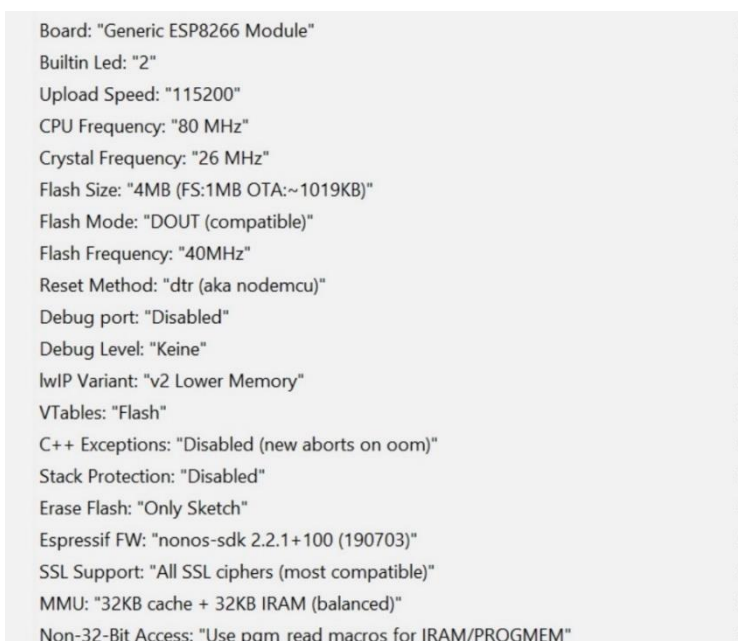 Board: "Generic ESP8266 Module"
Builtin Led: "2"
Upload Speed: "115200"
CPU Frequency: "80 MHz"
Crystal Frequency: "26 MHz"
Flash Size: "4MB (FS:1MB OTA:~1019KB)"
Flash Mode: "DOUT (compatible)"
Flash Frequency: "40MHz"
Reset Method: "dtr (aka nodemcu)"
Debug port: "Disabled"
Debug Level: "Keine"
lwIP Variant: "v2 Lower Memory"
VTables: "Flash"
C++ Exceptions: "Disabled (new aborts on oom)"
Stack Protection: "Disabled"
Erase Flash: "Only Sketch"
Espressif FW: "nonos-sdk 2.2.1+100 (190703)"
SSL Support: "All SSL ciphers (most compatible)"
MMU: "32KB cache + 32KB IRAM (balanced)"
Non-32-Bit Access: "Use pgm_read macros for IRAM/PROGMEM"